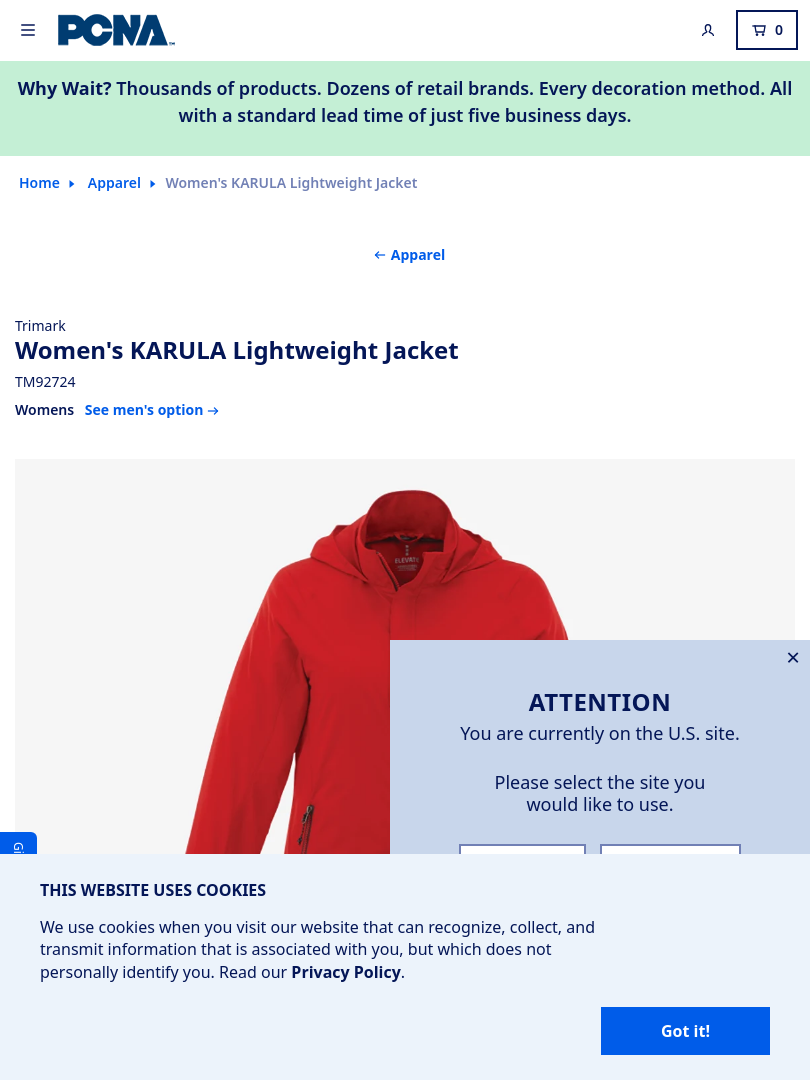 PCNA
0
Why Wait? Thousands of products. Dozens of retail brands. Every decoration method. All
with a standard lead time of just five business days.
Home
Apparel
Women's KARULA Lightweight Jacket
Apparel
Trimark
Women's KARULA Lightweight Jacket
TM92724
Womens See men's option
ELEVATE
ATTENTION
You are currently on the U.S. site.
Please select the site you
would like to use.
THIS WEBSITE USES COOKIES
We use cookies when you visit our website that can recognize, collect, and
transmit information that is associated with you, but which does not
personally identify you. Read our Privacy Policy.
Got it!